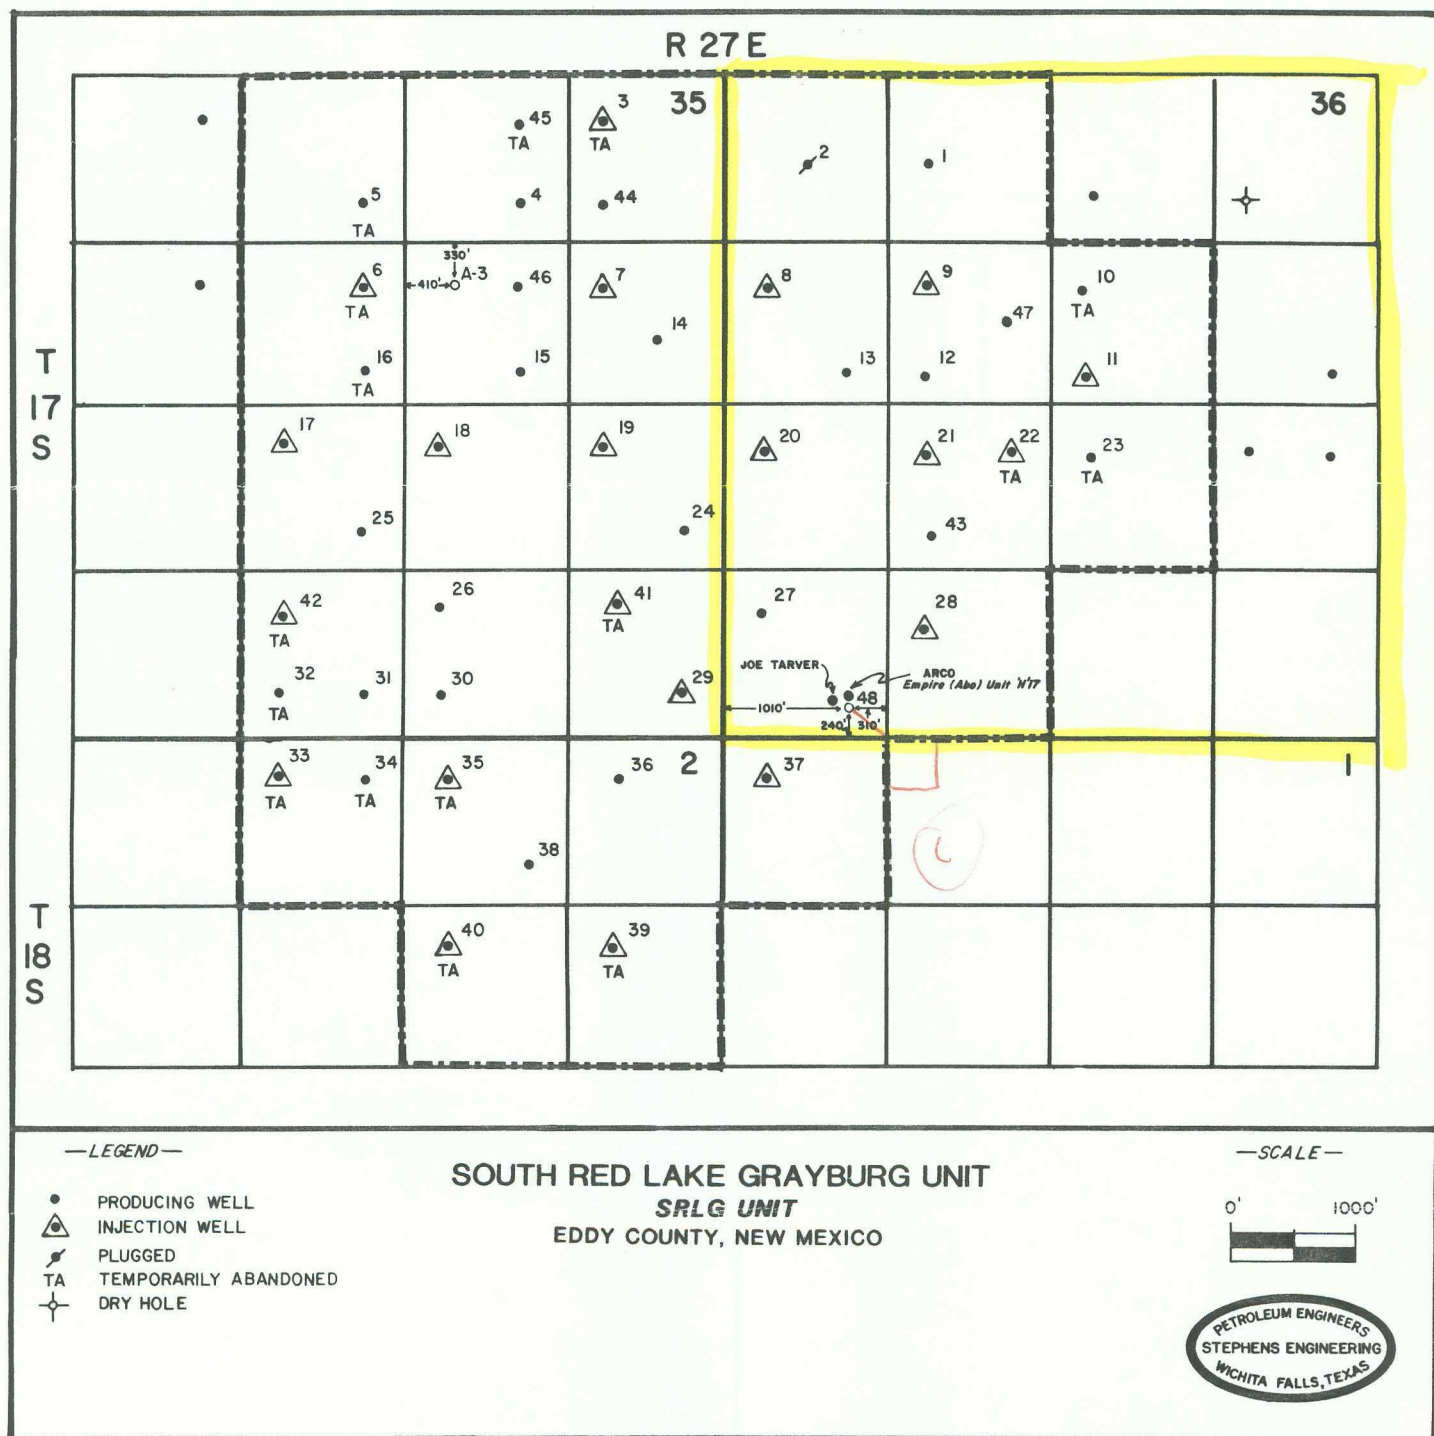 R 27 E
35
36
45
TA
3
TA
2
1
5
TA
4
44
T
17
S
6
TA
330'
410'
A-3
46
7
8
9
10
TA
47
14
16
TA
15
13
12
11
17
18
19
20
21
22
TA
23
TA
25
24
43
42
TA
26
41
TA
27
28
32
TA
31
30
29
JOE TARVER
ARCO
Empire (Abo) Unit 'H'17
48
1010'
240'
310'
33
TA
34
TA
35
TA
36
2
37
1
38
T
18
S
40
TA
39
TA
—LEGEND—
PRODUCING WELL
INJECTION WELL
PLUGGED
TA TEMPORARILY ABANDONED
DRY HOLE
SOUTH RED LAKE GRAYBURG UNIT
SRLG UNIT
EDDY COUNTY, NEW MEXICO
—SCALE—
0' 1000'
PETROLEUM ENGINEERS
STEPHENS ENGINEERING
WICHITA FALLS, TEXAS